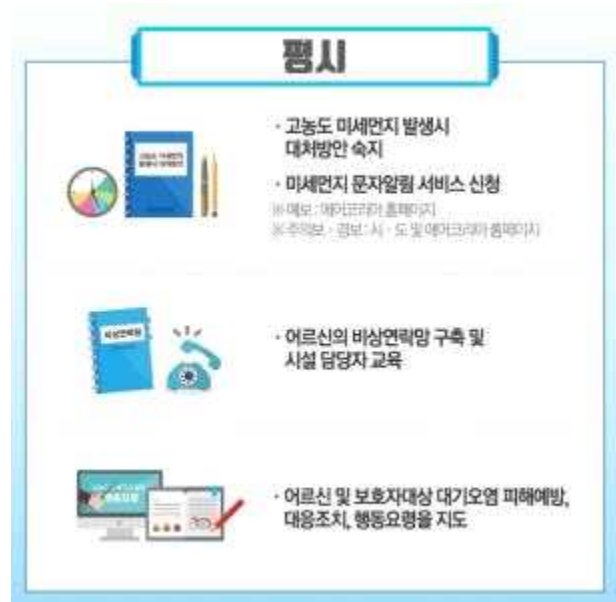 평시
· 고농도 미세먼지 발생시
대처방안 숙지
· 미세먼지 문자알림 서비스 신청
※ 예보 : 에어코리아 홈페이지
※ 주의보 · 경보 : 시 · 도 및 에어코리아 홈페이지
비상연락망
· 어르신의 비상연락망 구축 및
시설 담당자 교육
· 어르신 및 보호자대상 대기오염 피해예방,
대응조치, 행동요령을 지도